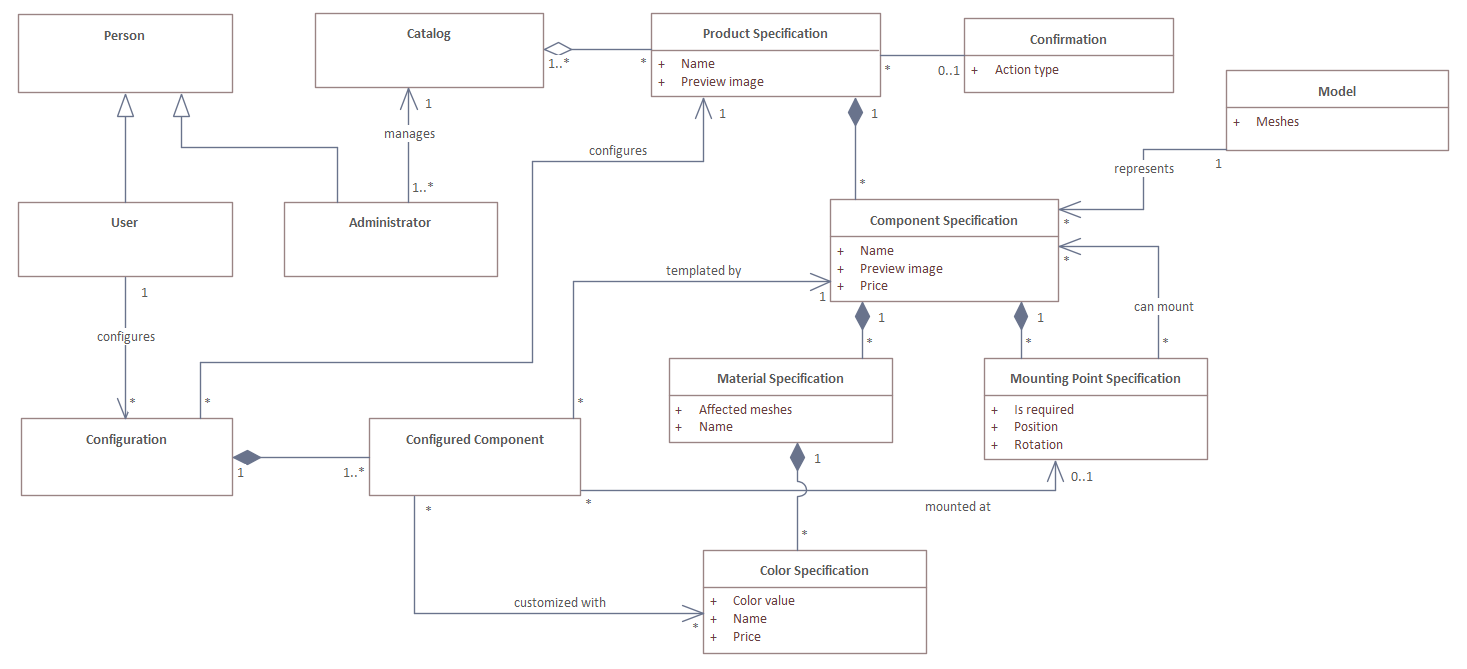 Person
Catalog
1..*
*
Product Specification
+ Name
+ Preview image
*
0..1
Confirmation
+ Action type
Model
+ Meshes
1
manages
1..*
configures
1
1
*
represents
1
*
User
Administrator
Component Specification
+ Name
+ Preview image
+ Price
*
can mount
*
1
configures
*
*
templated by
1
*
1
*
1
*
Material Specification
+ Affected meshes
+ Name
Mounting Point Specification
+ Is required
+ Position
+ Rotation
Configuration
1
1..*
Configured Component
*
mounted at
0..1
1
*
*
customized with
*
Color Specification
+ Color value
+ Name
+ Price